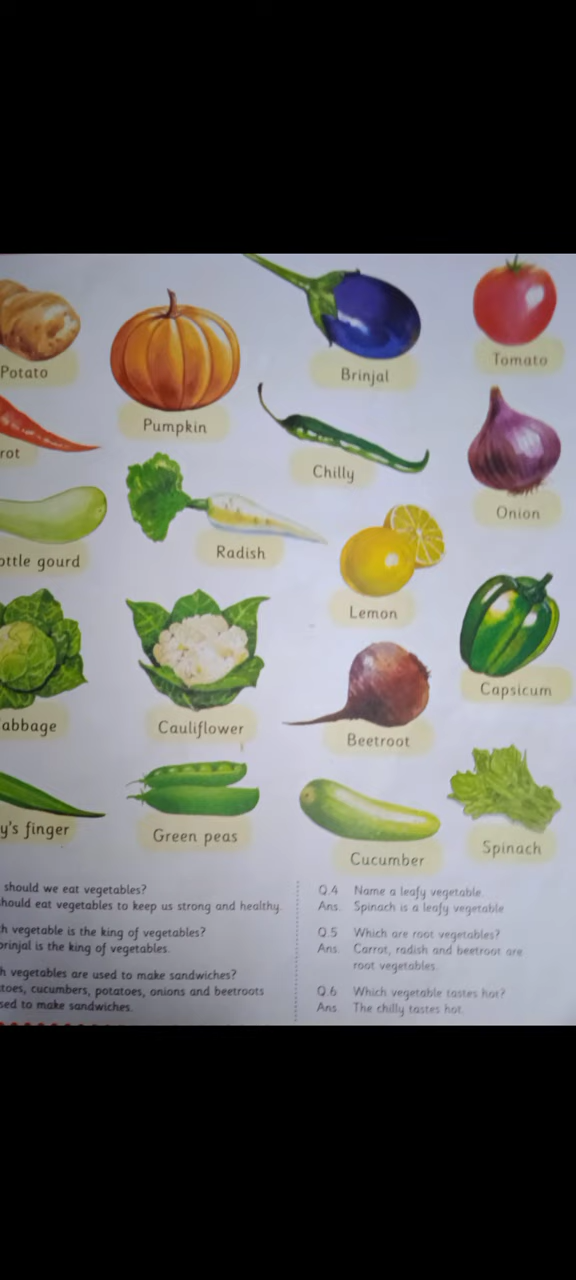 Potato
Pumpkin
Brinjal
Tomato
rot
Chilly
Onion
ottle gourd
Radish
Lemon
Capsicum
abbage
Cauliflower
Beetroot
y's finger
Green peas
Cucumber
Spinach
should we eat vegetables?
hould eat vegetables to keep us strong and healthy.
h vegetable is the king of vegetables?
brinjal is the king of vegetables.
h vegetables are used to make sandwiches?
toes, cucumbers, potatoes, onions and beetroots
sed to make sandwiches.
Q.4 Name a leafy vegetable.
Ans. Spinach is a leafy vegetable
Q.5 Which are root vegetables?
Ans. Carrot, radish and beetroot are
root vegetables.
Q.6 Which vegetable tastes hot?
Ans. The chilly tastes hot.